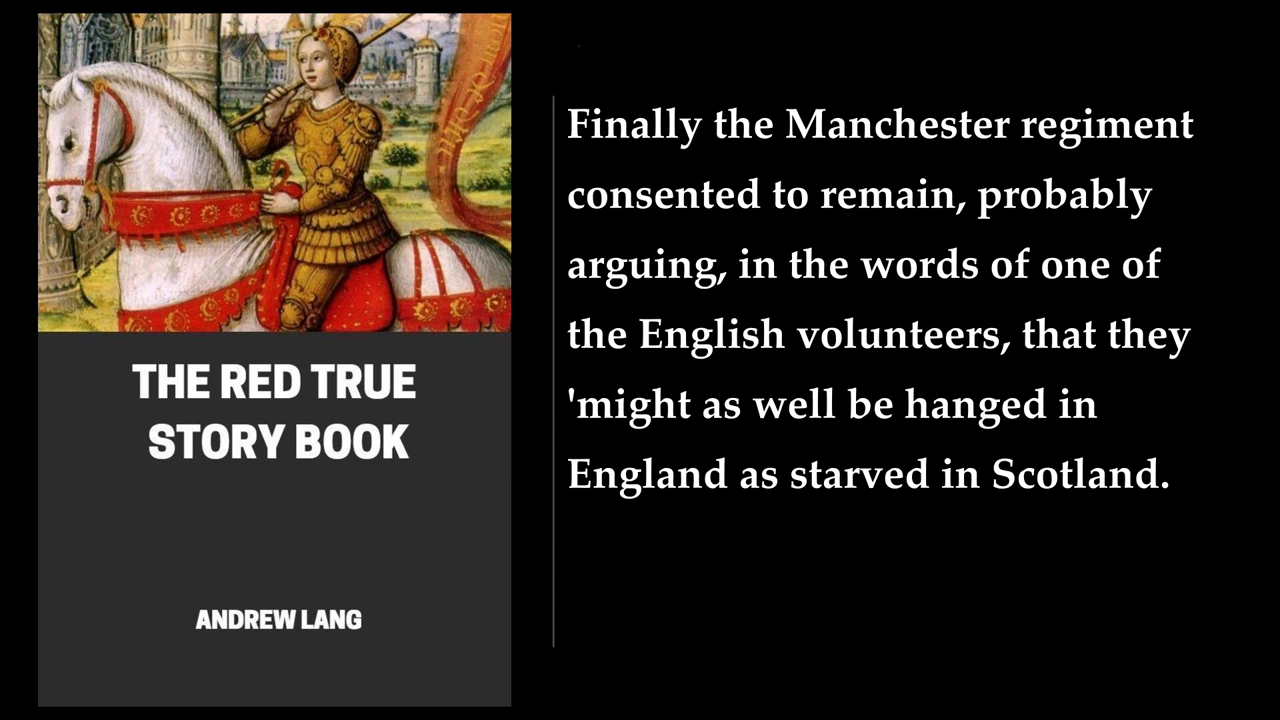 THE RED TRUE
STORY BOOK
ANDREW LANG
Finally the Manchester regiment
consented to remain, probably
arguing, in the words of one of
the English volunteers, that they
'might as well be hanged in
England as starved in Scotland.